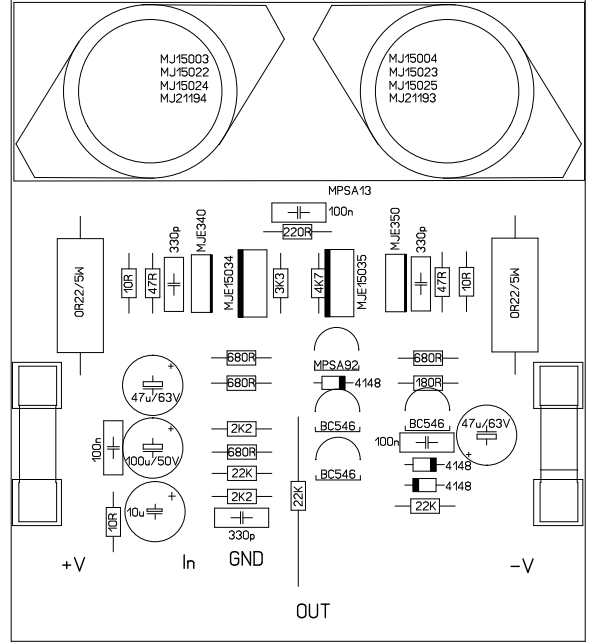 MJ15003
MJ15022
MJ15024
MJ21194
MJ15004
MJ15023
MJ15025
MJ21193
MPSA13
100n
220R
MJE340
MJE350
330p
330p
0R22/5W
10R
47R
MJE15034
3K3
4K7
MJE15035
47R
10R
0R22/5W
680R
MPSA92
680R
680R
4148
180R
47u/63V
2K2
BC546
BC546
47u/63V
100n
680R
100n
100u/50V
22K
BC546
4148
4148
2K2
22K
22K
10u
10R
330p
+V
In
GND
-V
OUT